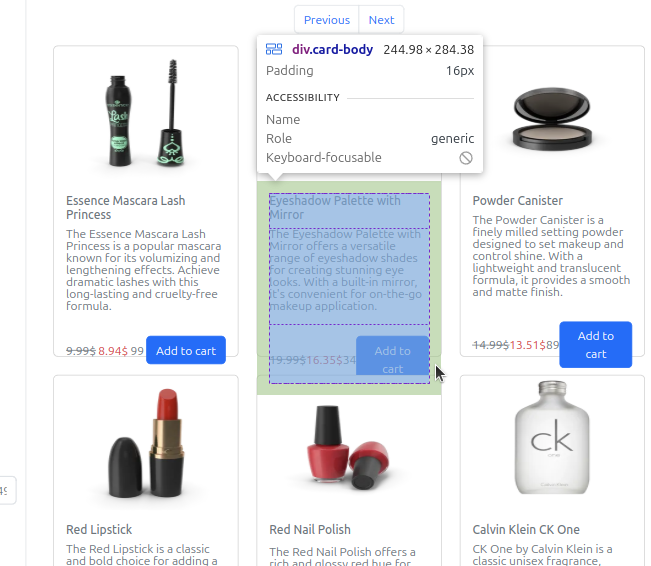 Previous
Next
div.card-body 244.98 × 284.38
Padding 16px
ACCESSIBILITY
Name
Role generic
Keyboard-focusable
Essence Mascara Lash
Princess
The Essence Mascara Lash
Princess is a popular mascara
known for its volumizing and
lengthening effects. Achieve
dramatic lashes with this
long-lasting and cruelty-free
formula.
9.99$ 8.94$ 99 Add to cart
Eyeshadow Palette with
Mirror
The Eyeshadow Palette with
Mirror offers a versatile
range of eyeshadow shades
for creating stunning eye
looks. With a built-in mirror,
it's convenient for on-the-go
makeup application.
19.99$16.35$34 Add to
cart
Powder Canister
The Powder Canister is a
finely milled setting powder
designed to set makeup and
control shine. With a
lightweight and translucent
formula, it provides a smooth
and matte finish.
14.99$13.51$89 Add to
cart
Red Lipstick
The Red Lipstick is a classic
and bold choice for adding a
Red Nail Polish
The Red Nail Polish offers a
rich and glossy red hue for
ck
Calvin Klein CK One
CK One by Calvin Klein is a
classic unisex fragrance,